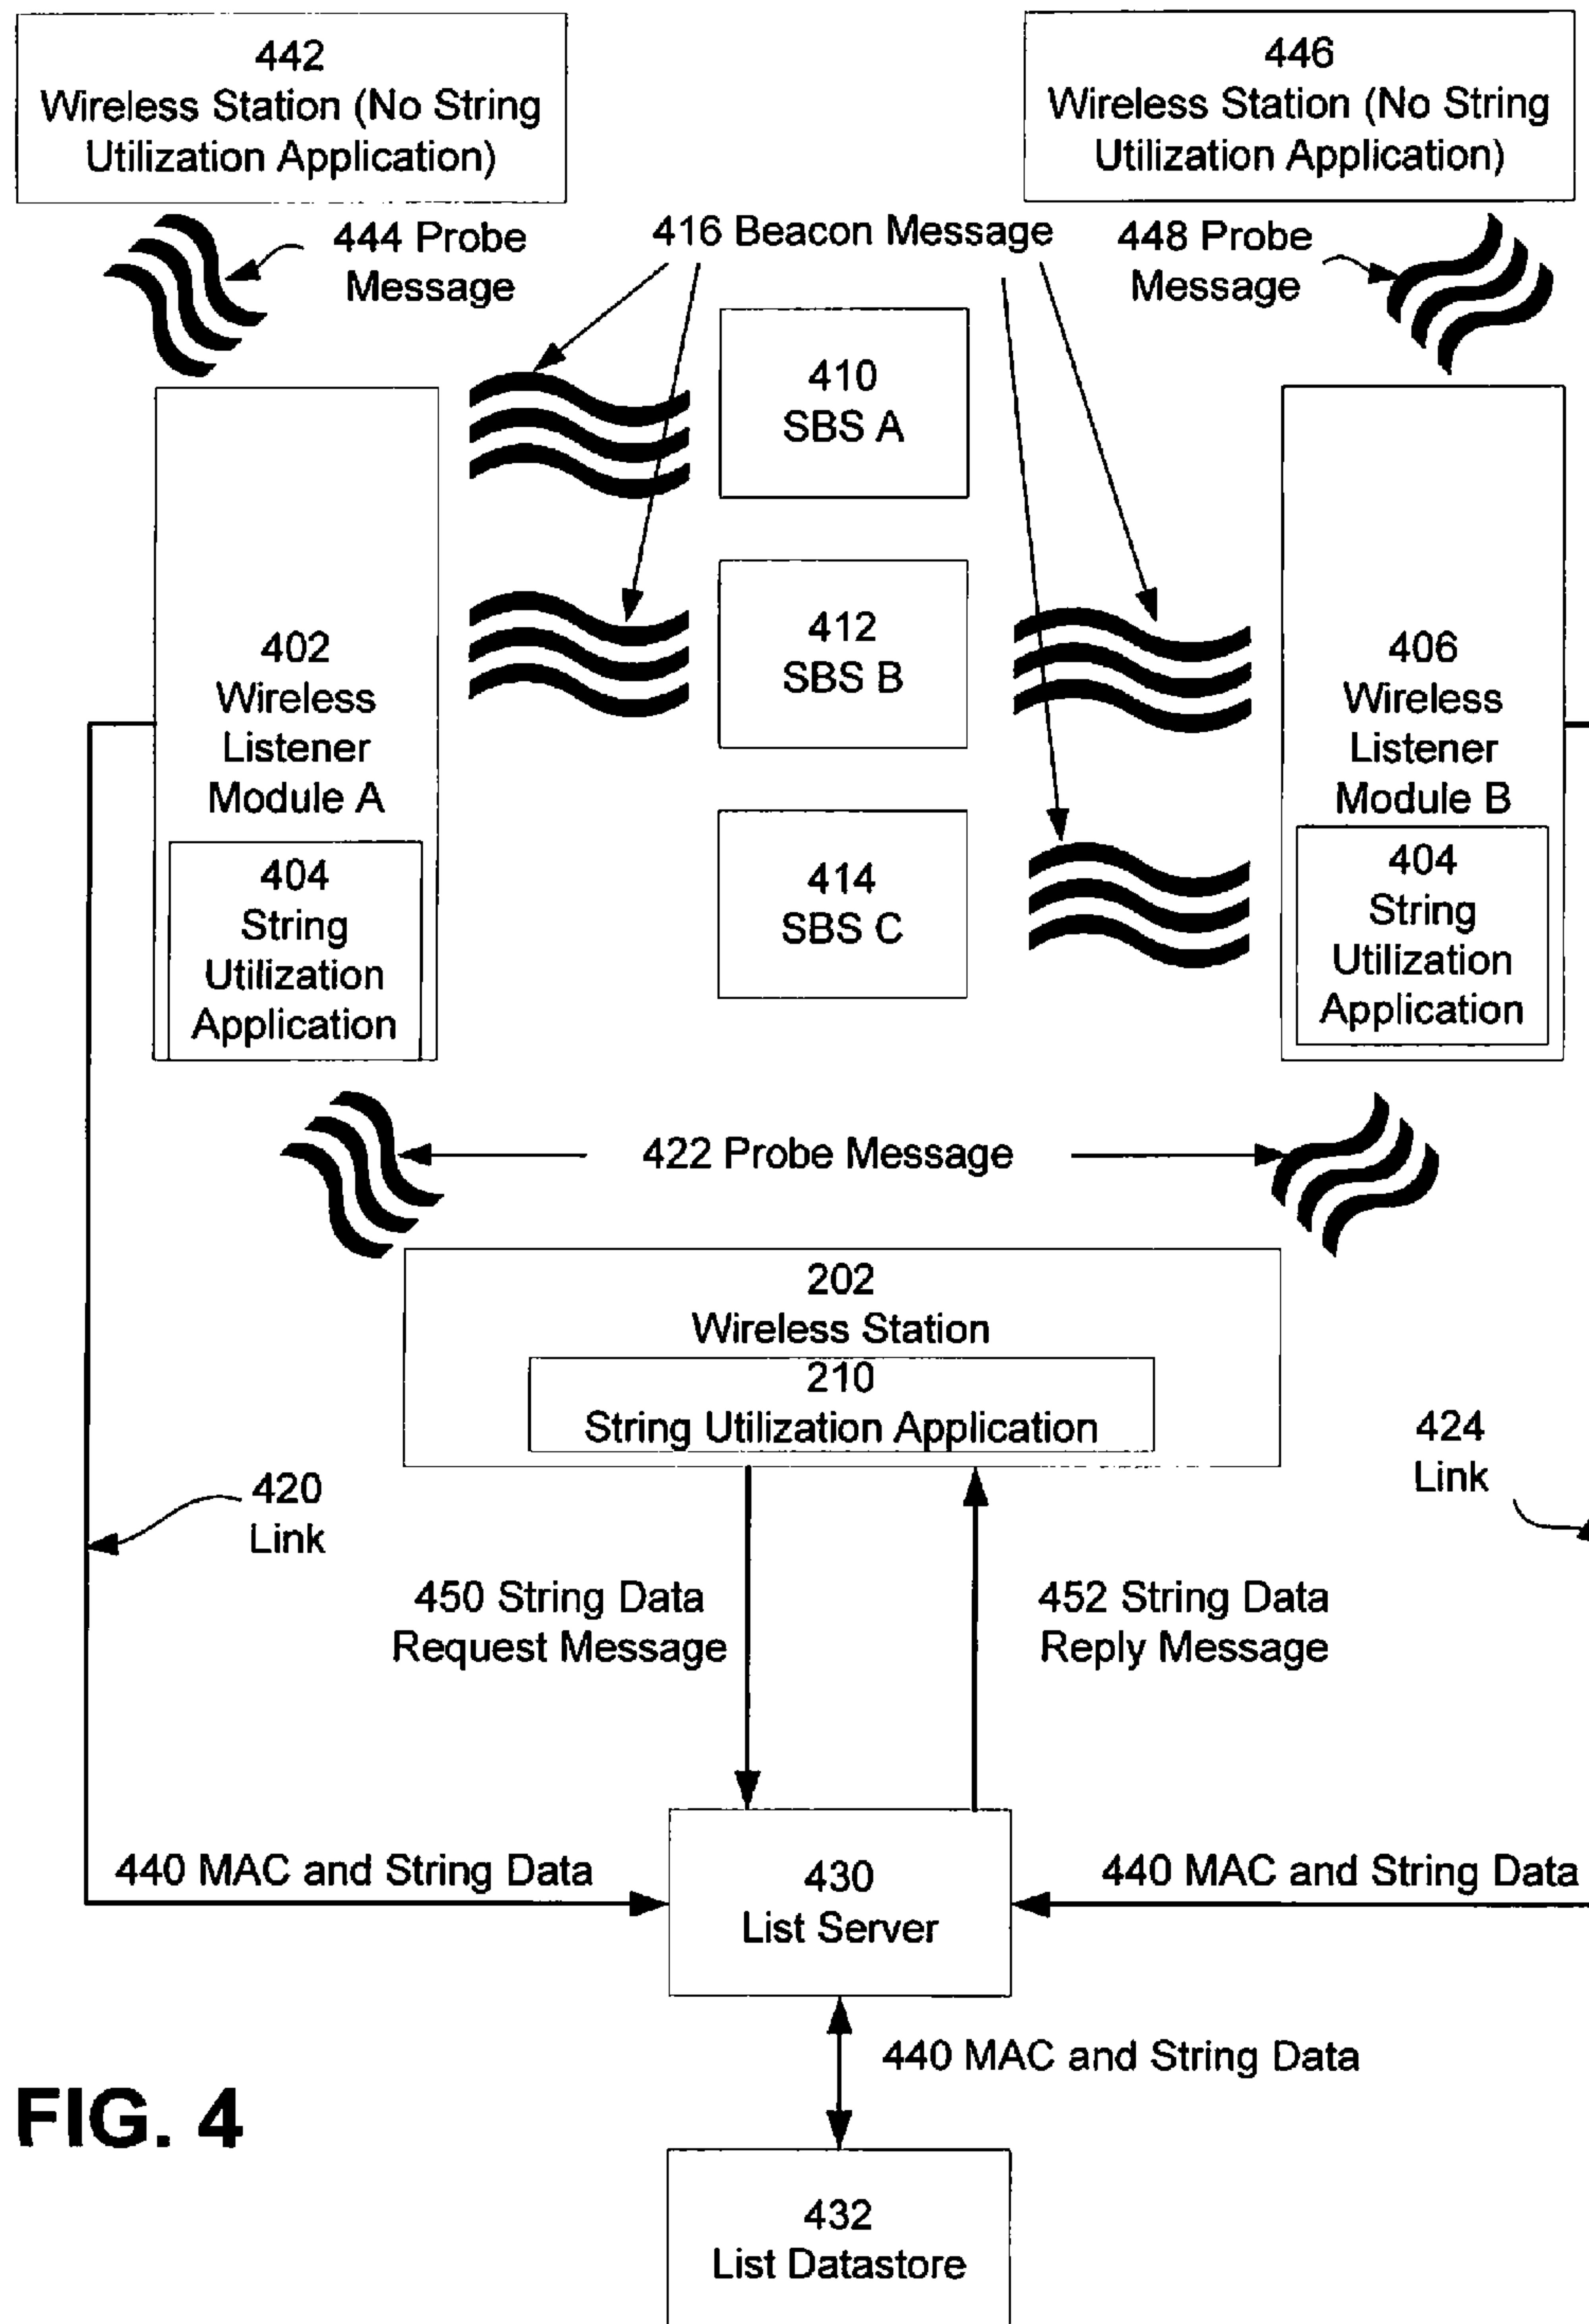 442
Wireless Station (No String
Utilization Application)
446
Wireless Station (No String
Utilization Application)
444 Probe
Message
416 Beacon Message
448 Probe
Message
410
SBS A
402
Wireless
Listener
Module A
412
SBS B
406
Wireless
Listener
Module B
404
String
Utilization
Application
414
SBS C
404
String
Utilization
Application
422 Probe Message
202
Wireless Station
210
String Utilization Application
420
Link
424
Link
450 String Data
Request Message
452 String Data
Reply Message
440 MAC and String Data
430
List Server
440 MAC and String Data
440 MAC and String Data
FIG. 4
432
List Datastore